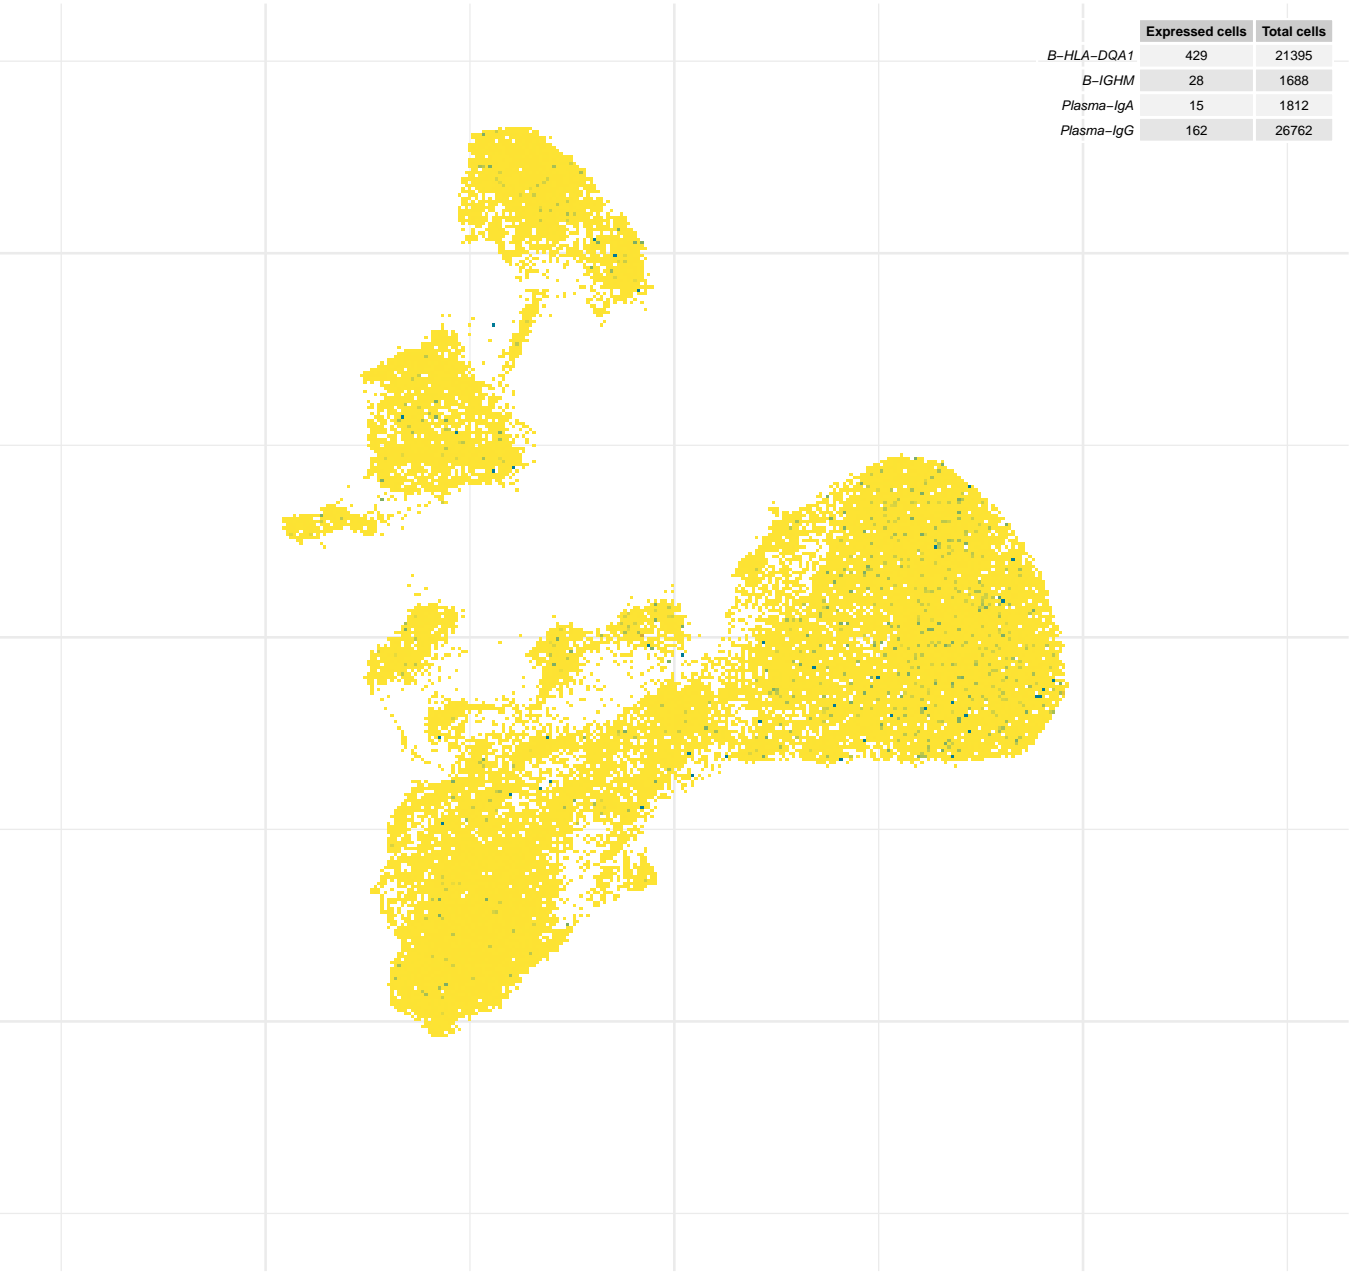 Expressed cells Total cells
B−HLA−DQA1 429 21395
B−IGHM 28 1688
Plasma−IgA 15 1812
Plasma−IgG 162 26762